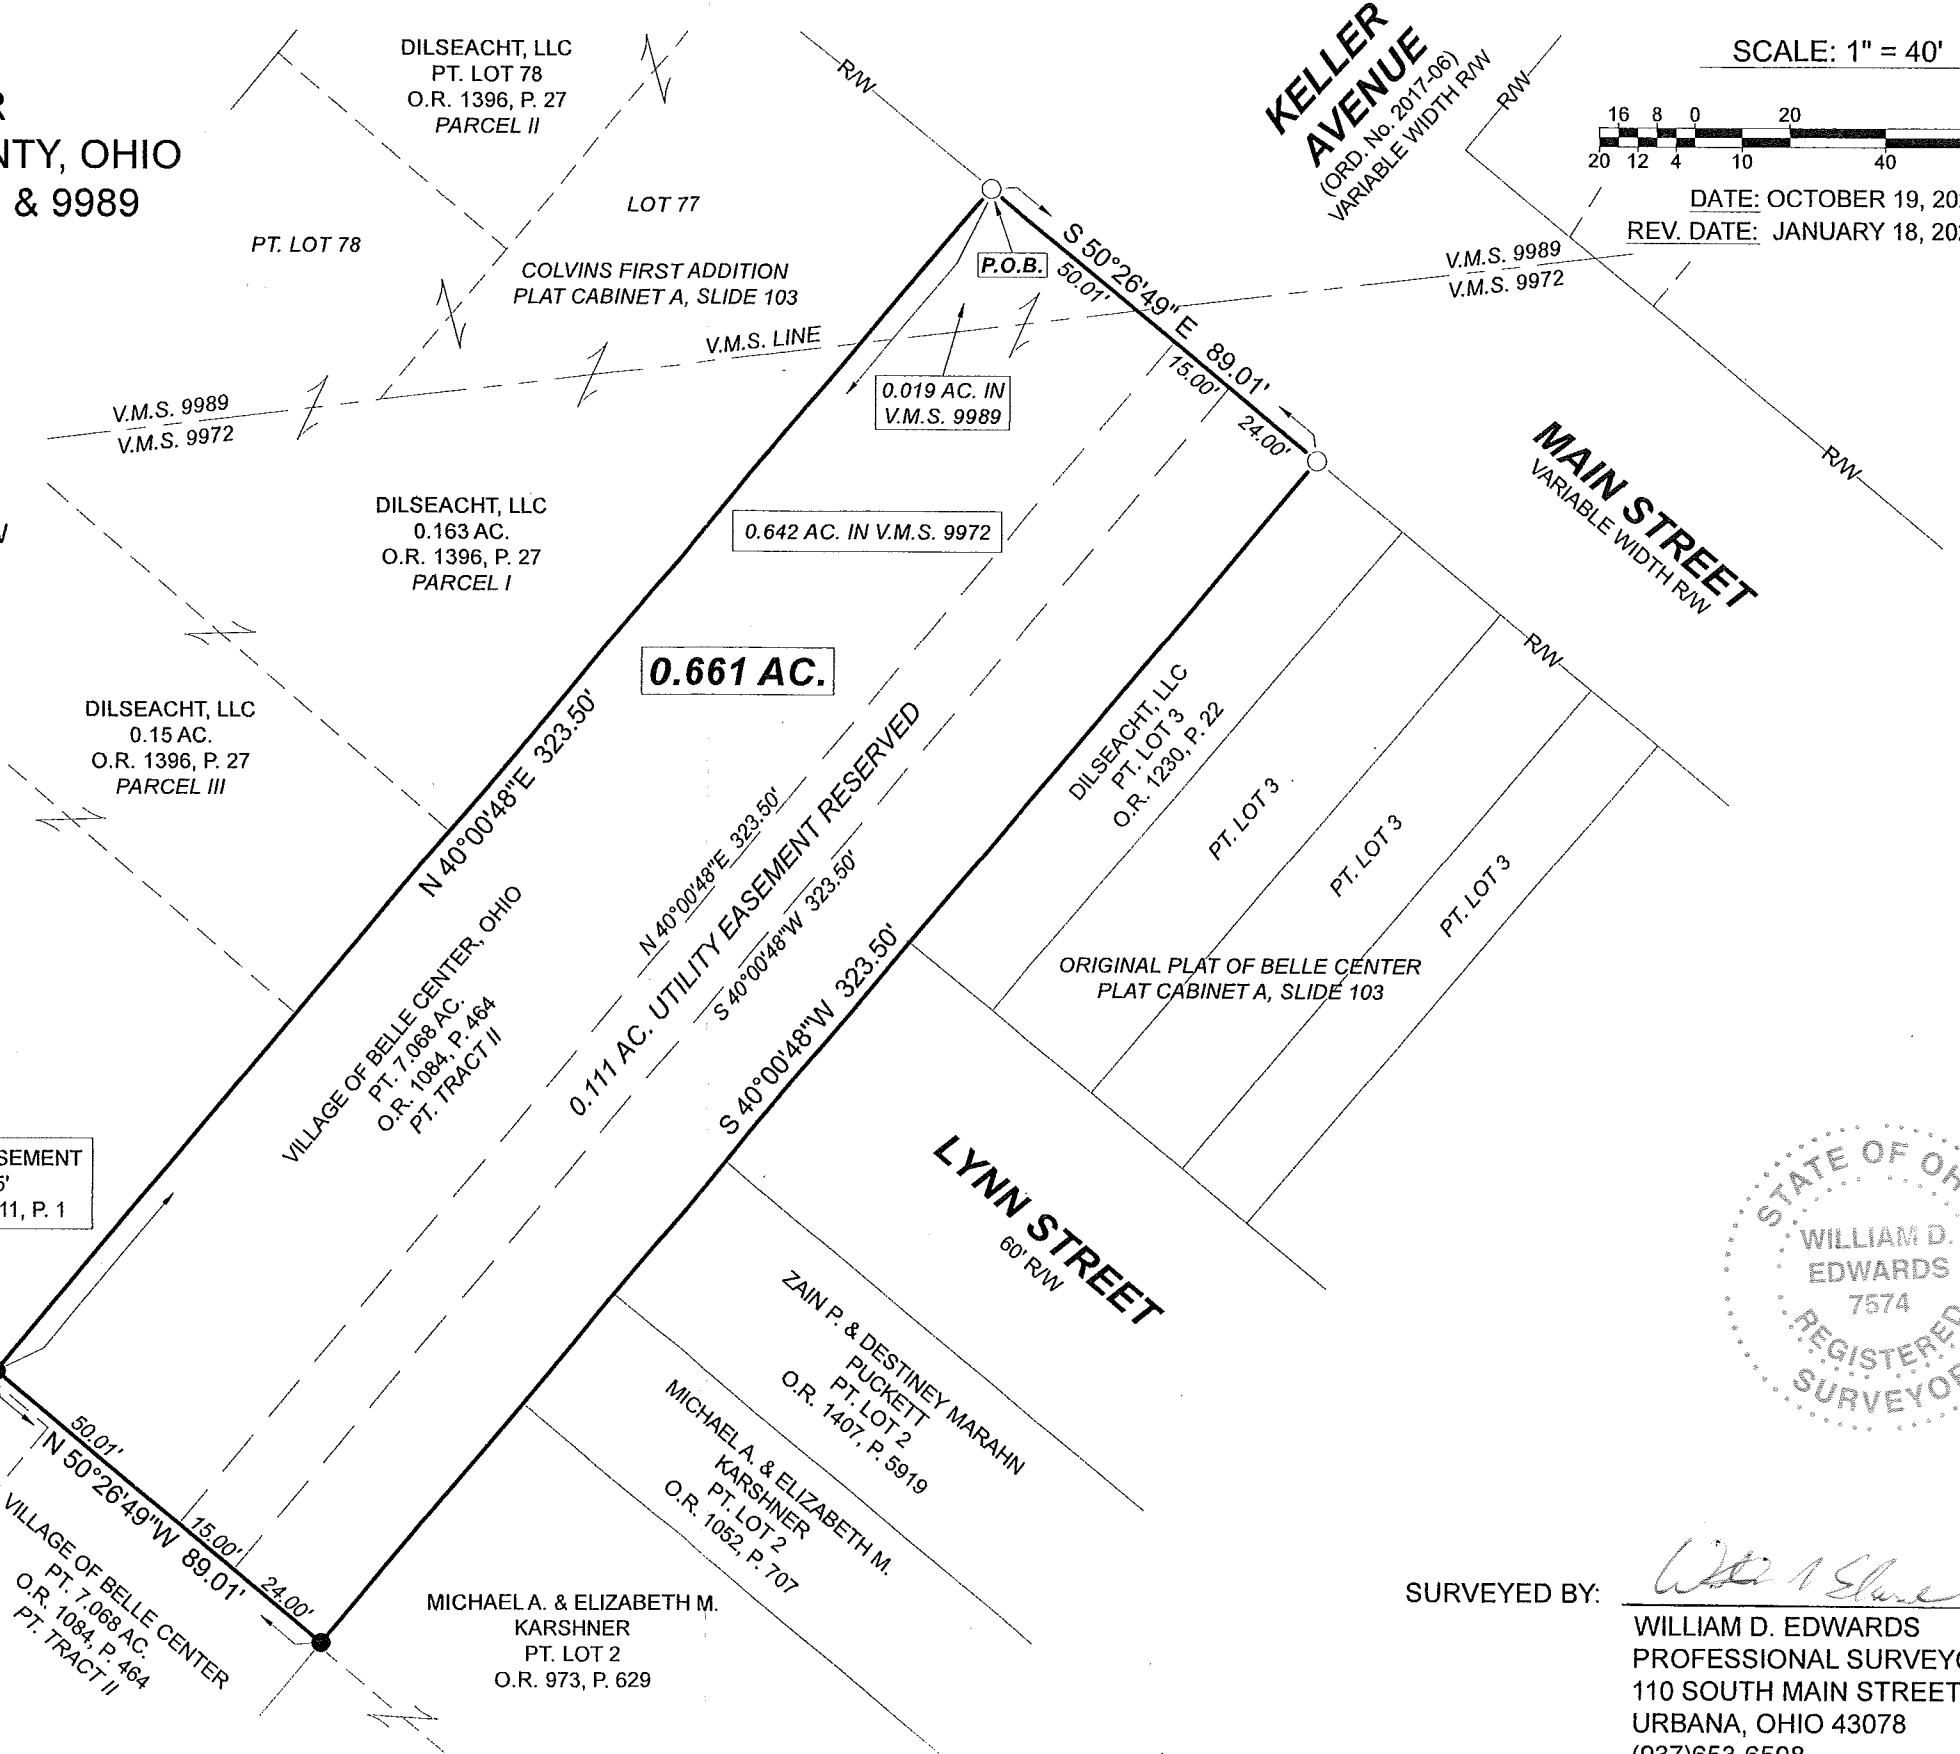 R
NTY, OHIO
& 9989
DILSEACHT, LLC
PT. LOT 78
O.R. 1396, P. 27
PARCEL II
LOT 77
PT. LOT 78
COLVINS FIRST ADDITION
PLAT CABINET A, SLIDE 103
R/W
KELLER
AVENUE
(ORD. No. 2017-06)
VARIABLE WIDTH R/W
R/W
SCALE: 1" = 40'
16 8 0 20
20 12 4 10 40
DATE: OCTOBER 19, 20
REV. DATE: JANUARY 18, 20
V.M.S. 9989
V.M.S. 9972
P.O.B.
S 50°26'49" E 89.01'
50.01'
15.00'
24.00'
V.M.S. LINE
V.M.S. 9989
V.M.S. 9972
0.019 AC. IN
V.M.S. 9989
MAIN STREET
VARIABLE WIDTH R/W
R/W
R/W
DILSEACHT, LLC
0.163 AC.
O.R. 1396, P. 27
PARCEL I
0.642 AC. IN V.M.S. 9972
0.661 AC.
DILSEACHT, LLC
0.15 AC.
O.R. 1396, P. 27
PARCEL III
N 40°00'48"E 323.50'
DILSEACHT, LLC
PT. LOT 3
O.R. 1230, P. 22
PT. LOT 3
PT. LOT 3
PT. LOT 3
N 40°00'48"E 323.50'
0.111 AC. UTILITY EASEMENT RESERVED
S 40°00'48"W 323.50'
S 40°00'48"W 323.50'
ORIGINAL PLAT OF BELLE CENTER
PLAT CABINET A, SLIDE 103
VILLAGE OF BELLE CENTER, OHIO
PT. 7.068 AC.
O.R. 1084, P. 464
PT. TRACT II
SEMENT
5'
11, P. 1
LYNN STREET
60' R/W
STATE OF OH
WILLIAM D.
EDWARDS
7574
REGISTERED
SURVEYO
ZAIN P. & DESTINEY MARAHN
PUCKETT
PT. LOT 2
O.R. 1407, P. 5919
MICHAEL A. & ELIZABETH M.
KARSHNER
PT. LOT 2
O.R. 1052, P. 707
50.01'
N 50°26'49"W 89.01'
15.00'
24.00'
VILLAGE OF BELLE CENTER
PT. 7.068 AC.
O.R. 1084, P. 464
PT. TRACT II
MICHAEL A. & ELIZABETH M.
KARSHNER
PT. LOT 2
O.R. 973, P. 629
SURVEYED BY:
WILLIAM D. EDWARDS
PROFESSIONAL SURVEYO
110 SOUTH MAIN STREET
URBANA, OHIO 43078